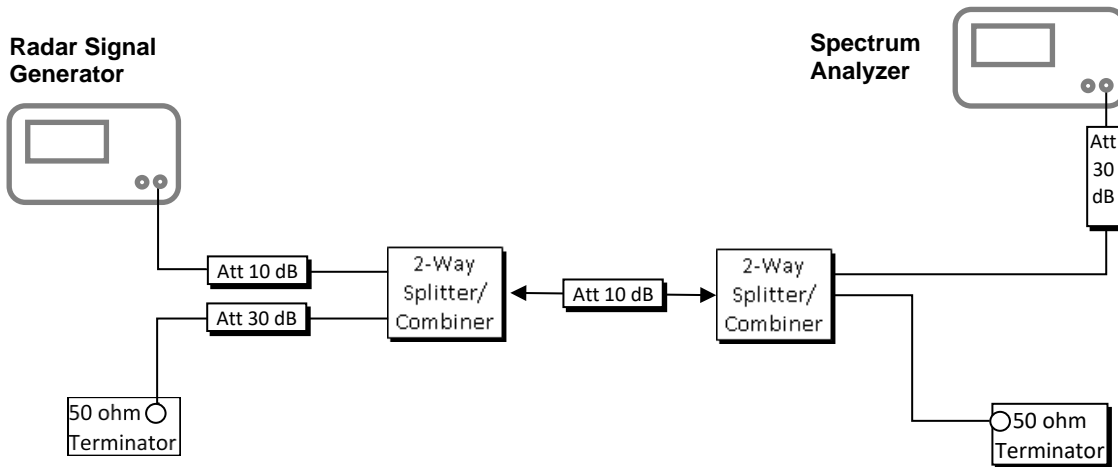 Radar Signal
Generator
Spectrum
Analyzer
Att
30
dB
Att 10 dB
2-Way
Splitter/
Combiner
Att 10 dB
2-Way
Splitter/
Combiner
Att 30 dB
50 ohm
Terminator
50 ohm
Terminator